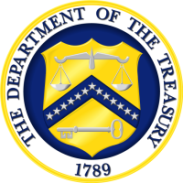 THE DEPARTMENT OF THE TREASURY
1789